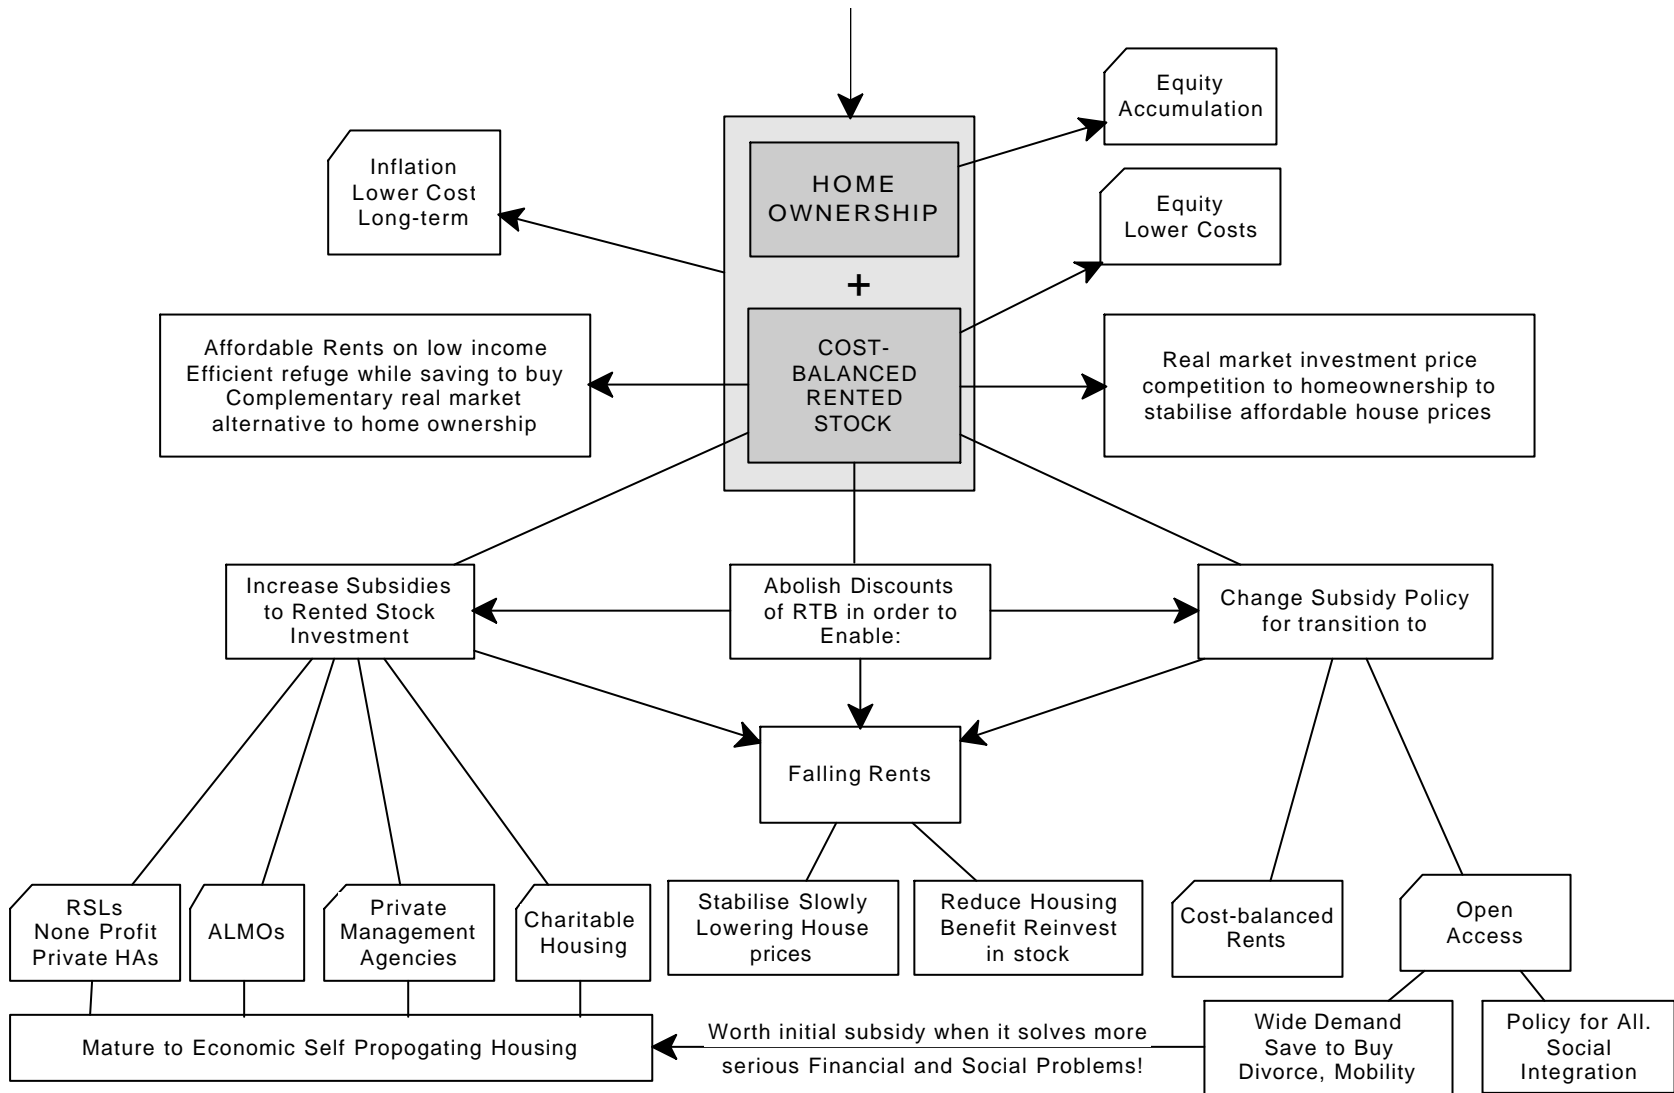 Equity
Accumulation
Inflation
Lower Cost
Long-term
HOME
OWNERSHIP
Equity
Lower Costs
+
Affordable Rents on low income
Efficient refuge while saving to buy
Complementary real market
alternative to home ownership
COST-
BALANCED
RENTED
STOCK
Real market investment price
competition to homeownership to
stabilise affordable house prices
Increase Subsidies
to Rented Stock
Investment
Abolish Discounts
of RTB in order to
Enable:
Change Subsidy Policy
for transition to
Falling Rents
RSLs
None Profit
Private HAs
ALMOs
Private
Management
Agencies
Charitable
Housing
Stabilise Slowly
Lowering House
prices
Reduce Housing
Benefit Reinvest
in stock
Cost-balanced
Rents
Open
Access
Mature to Economic Self Propogating Housing
Worth initial subsidy when it solves more
serious Financial and Social Problems!
Wide Demand
Save to Buy
Divorce, Mobility
Policy for All.
Social
Integration